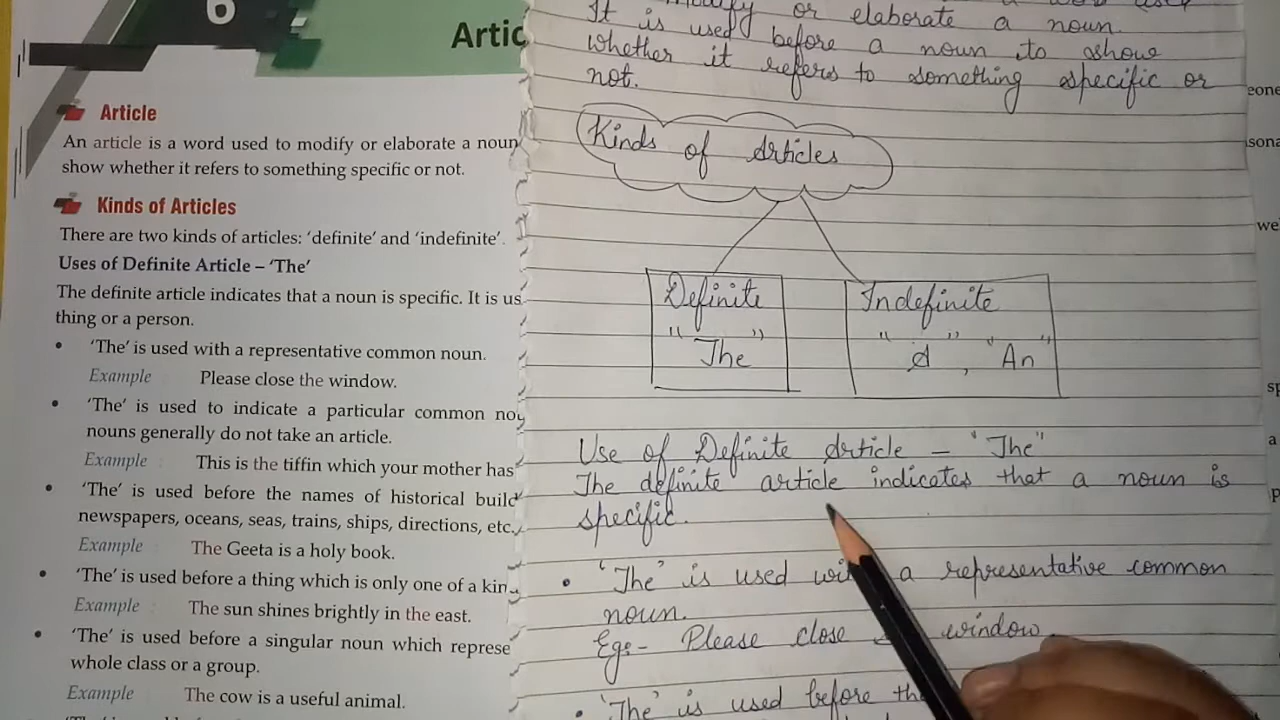 6
Artic
Article
An article is a word used to modify or elaborate a noun
show whether it refers to something specific or not.
Kinds of Articles
There are two kinds of articles: 'definite' and 'indefinite'.
Uses of Definite Article – 'The'
The definite article indicates that a noun is specific. It is us
thing or a person.
• 'The' is used with a representative common noun.
Example Please close the window.
• 'The' is used to indicate a particular common no
nouns generally do not take an article.
Example This is the tiffin which your mother has
• 'The' is used before the names of historical build
newspapers, oceans, seas, trains, ships, directions, etc.
Example The Geeta is a holy book.
• 'The' is used before a thing which is only one of a kin
Example The sun shines brightly in the east.
• 'The' is used before a singular noun which represe
whole class or a group.
Example The cow is a useful animal.
modify or elaborate a noun.
It is used before a noun to show
whether it refers to something specific or
not.
Kinds of Articles
Definite
"The"
Indefinite
"A", "An"
Use of Definite Article – "The"
The definite article indicates that a noun is
specific.
• 'The' is used with a representative common
noun.
Eg:- Please close window.
• 'The' is used before the
eone
sona
we
sp
a
p